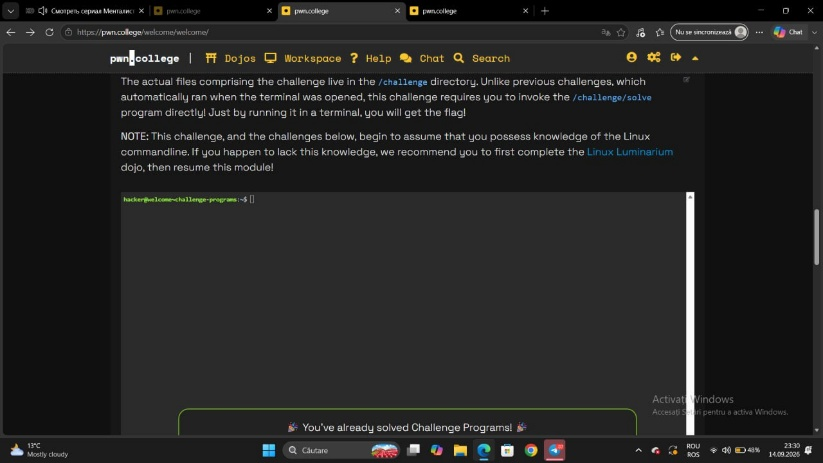 Смотреть сериал Менталист
pwn.college
pwn.college
pwn.college
https://pwn.college/welcome/welcome/
Nu se sincronizează
Chat
pwn.college | Dojos Workspace Help Chat Search
The actual files comprising the challenge live in the /challenge directory. Unlike previous challenges, which
automatically ran when the terminal was opened, this challenge requires you to invoke the /challenge/solve
program directly! Just by running it in a terminal, you will get the flag!
NOTE: This challenge, and the challenges below, begin to assume that you possess knowledge of the Linux
commandline. If you happen to lack this knowledge, we recommend you to first complete the Linux Luminarium
dojo, then resume this module!
hacker@welcome~challenge-programs:~$
🎉 You've already solved Challenge Programs! 🎉
Activați Windows
Accesați Setări pentru a activa Windows.
13°C
Mostly cloudy
Căutare
ROU
ROS
48%
23:30
14.09.2026